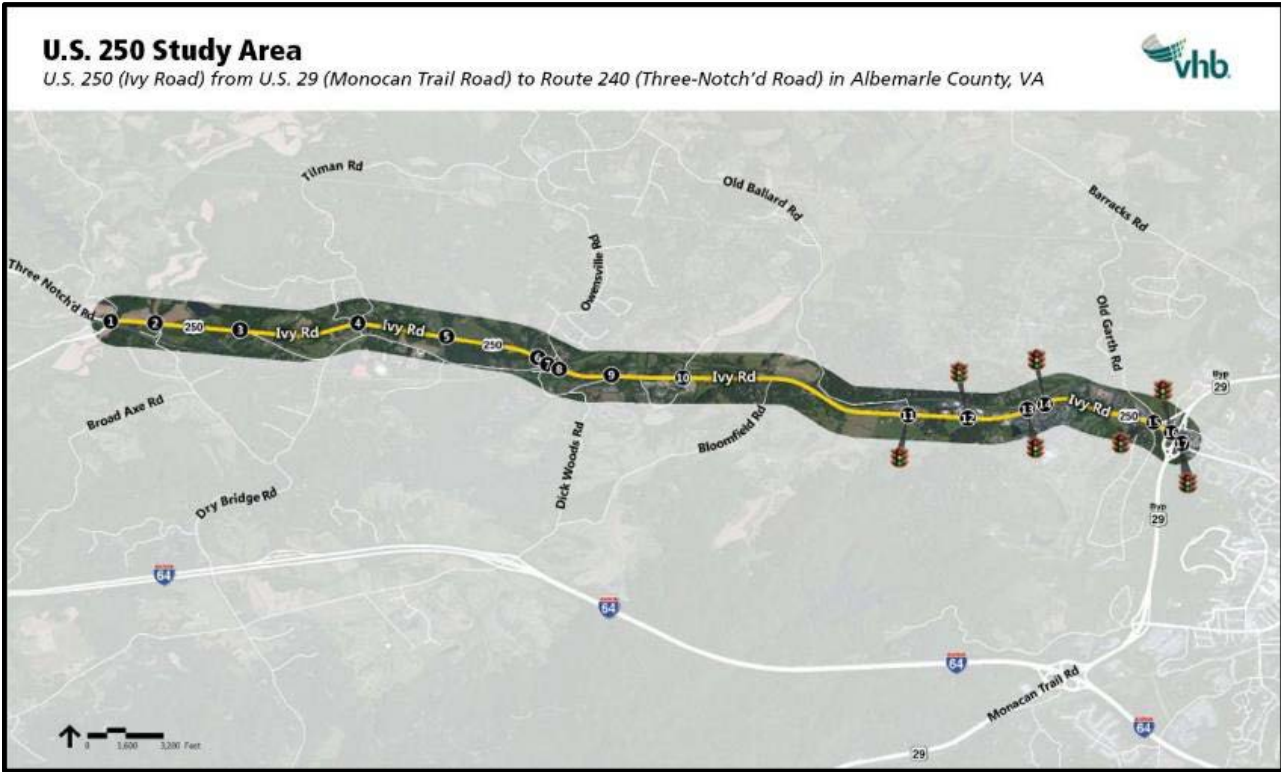 U.S. 250 Study Area
U.S. 250 (Ivy Road) from U.S. 29 (Monocan Trail Road) to Route 240 (Three-Notch'd Road) in Albemarle County, VA
vhb.
Tilman Rd
Old Ballard Rd
Barracks Rd
Owensville Rd
Three Notch'd Rd
Old Garth Rd
1
2
250
3
Ivy Rd
4
Ivy Rd
5
250
6
7
8
9
10
Ivy Rd
11
12
13
14
Ivy Rd
250
15
16
17
Byp
29
Broad Axe Rd
Bloomfield Rd
Dick Woods Rd
Dry Bridge Rd
Byp
29
64
64
64
Monacan Trail Rd
64
29
0 1,600 3,200 Feet